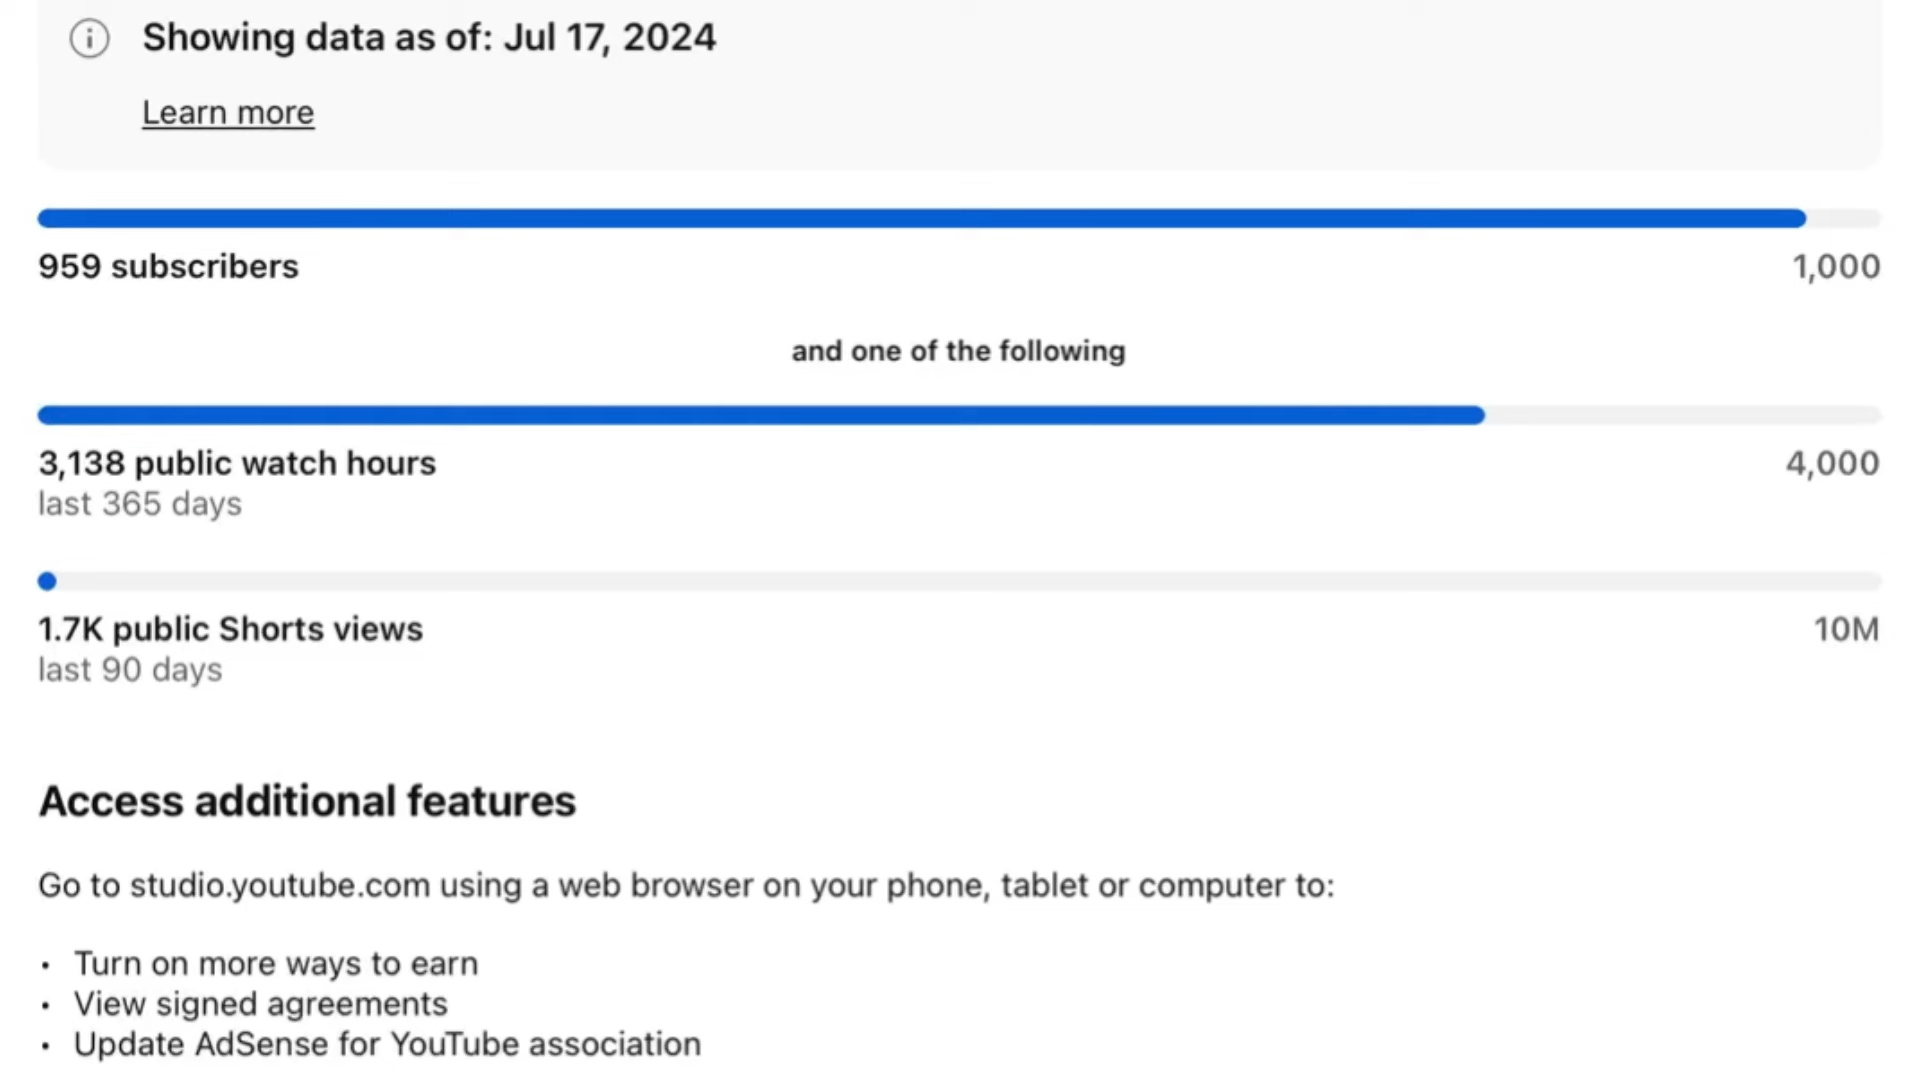 Showing data as of: Jul 17, 2024
Learn more
959 subscribers 1,000
and one of the following
3,138 public watch hours 4,000
last 365 days
1.7K public Shorts views 10M
last 90 days
Access additional features
Go to studio.youtube.com using a web browser on your phone, tablet or computer to:
• Turn on more ways to earn
• View signed agreements
• Update AdSense for YouTube association